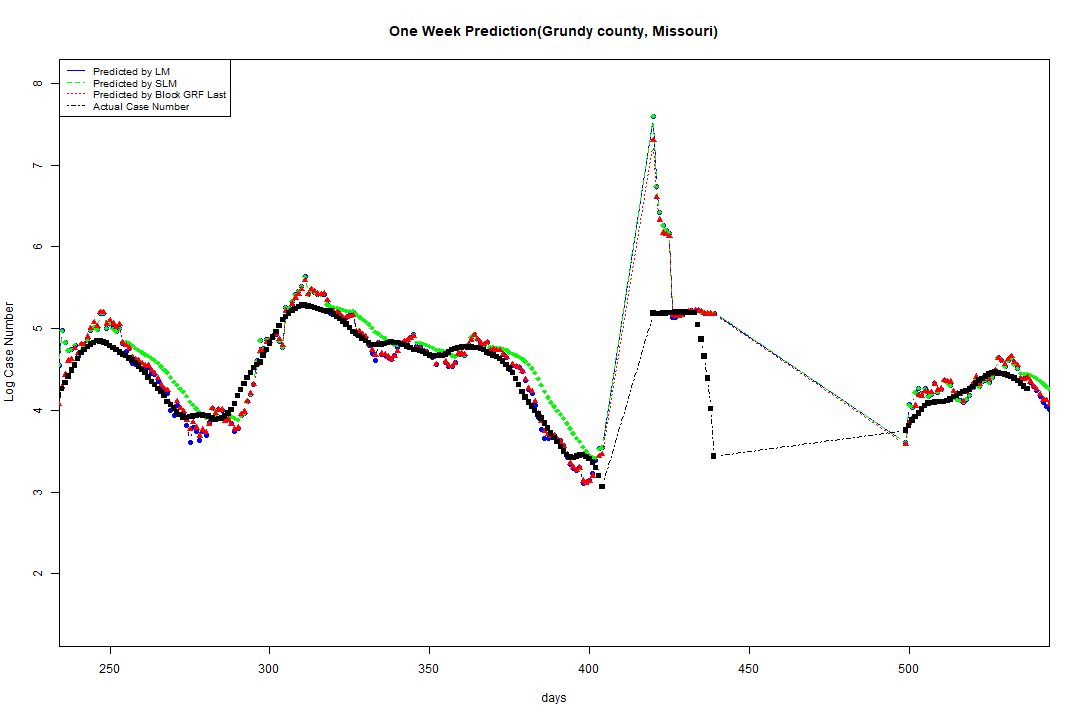 One Week Prediction(Grundy county, Missouri)
Predicted by LM
Predicted by SLM
Predicted by Block GRF Last
Actual Case Number
8
7
6
5
4
3
2
Log Case Number
250 300 350 400 450 500
days